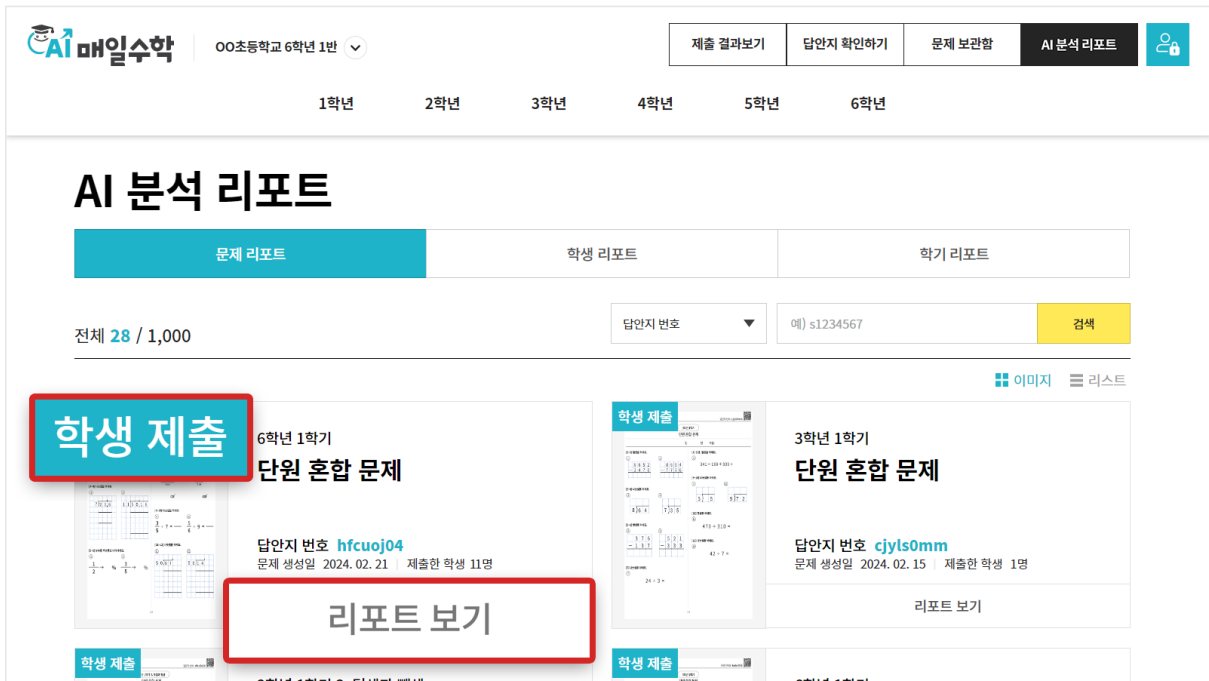 AI 매일수학
OO초등학교 6학년 1반
제출 결과보기
답안지 확인하기
문제 보관함
AI 분석 리포트
1학년 2학년 3학년 4학년 5학년 6학년
AI 분석 리포트
문제 리포트
학생 리포트
학기 리포트
전체 28 / 1,000
답안지 번호
예) s1234567
검색
이미지
리스트
학생 제출
6학년 1학기
단원 혼합 문제
답안지 번호 hfcuoj04
문제 생성일 2024. 02. 21 제출한 학생 11명
리포트 보기
학생 제출
3학년 1학기
단원 혼합 문제
답안지 번호 cjyls0mm
문제 생성일 2024. 02. 15 제출한 학생 1명
리포트 보기
학생 제출
학생 제출